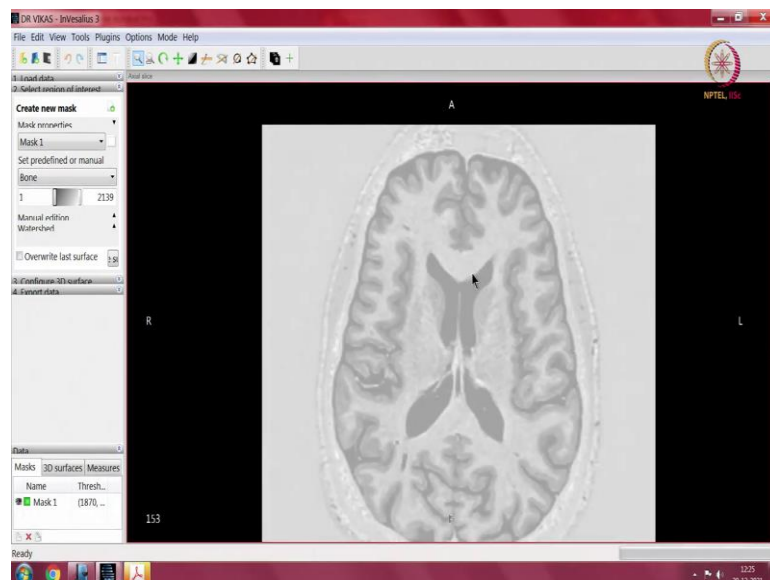 DR VIKAS - InVesalius 3
File Edit View Tools Plugins Options Mode Help
NPTEL, IISc
1. Load data
Axial slice
2. Select region of interest
Create new mask
Mask properties
Mask 1
Set predefined or manual
Bone
1 2139
Manual edition
Watershed
Overwrite last surface
3. Configure 3D surface
4. Export data
A
R
L
153
Data
Masks 3D surfaces Measures
Name Thresh...
Mask 1 (1870, ...
Ready
12:25